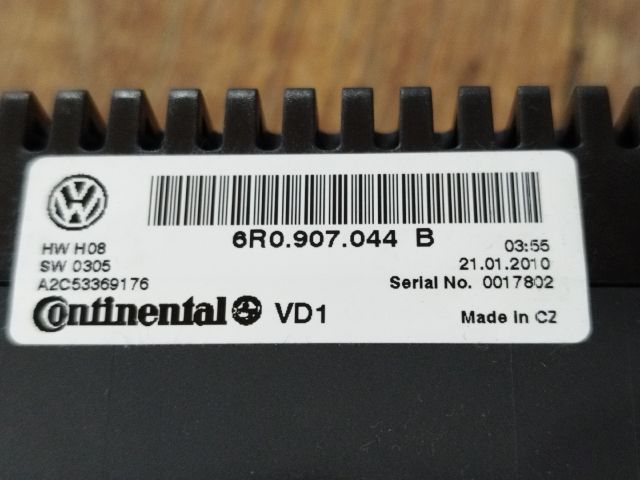 6R0.907.044 B
HW H08
03:55
SW 0305
21.01.2010
A2C53369176
Serial No. 0017802
Continental VD1
Made in CZ